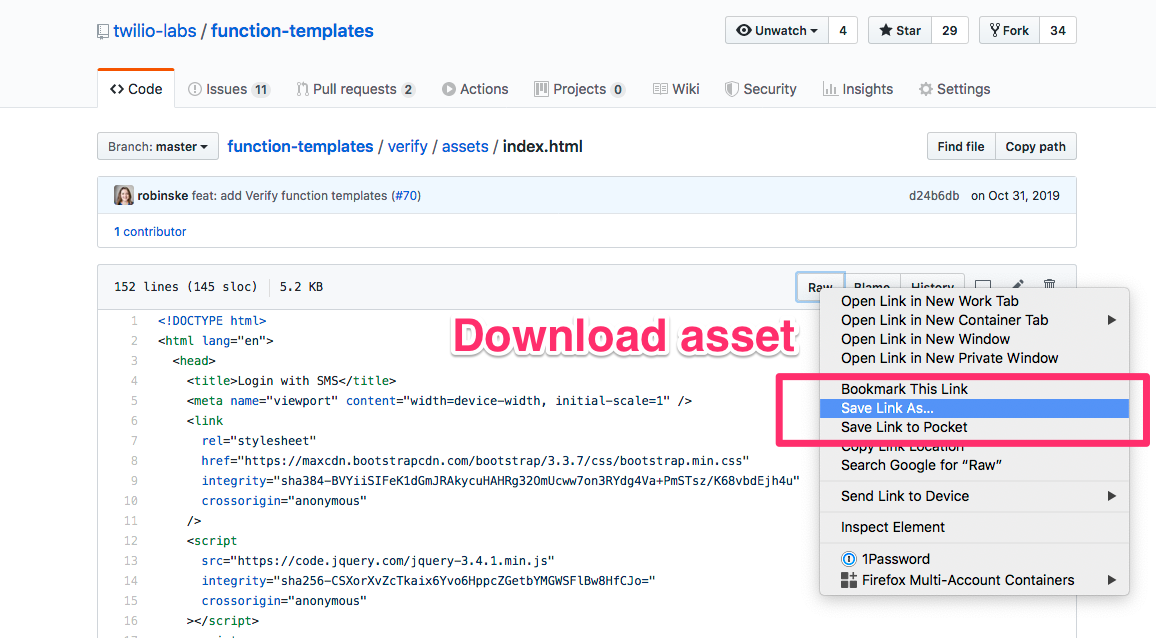 twilio-labs / function-templates
Unwatch 4 Star 29 Fork 34
Code Issues 11 Pull requests 2 Actions Projects 0 Wiki Security Insights Settings
Branch: master function-templates / verify / assets / index.html Find file Copy path
robinske feat: add Verify function templates (#70) d24b6db on Oct 31, 2019
1 contributor
152 lines (145 sloc) 5.2 KB Raw Blame History
Download asset
1 <!DOCTYPE html>
2 <html lang="en">
3 <head>
4 <title>Login with SMS</title>
5 <meta name="viewport" content="width=device-width, initial-scale=1" />
6 <link
7 rel="stylesheet"
8 href="https://maxcdn.bootstrapcdn.com/bootstrap/3.3.7/css/bootstrap.min.css"
9 integrity="sha384-BVYiiSIFeK1dGmJRAkycuHAHRg32OmUcww7on3RYdg4Va+PmSTsz/K68vbdEjh4u"
10 crossorigin="anonymous"
11 />
12 <script
13 src="https://code.jquery.com/jquery-3.4.1.min.js"
14 integrity="sha256-CSXorXvZcTkaix6Yvo6HppcZGetbYMGWSFlBw8HfCJo="
15 crossorigin="anonymous"
16 ></script>
Open Link in New Work Tab
Open Link in New Container Tab
Open Link in New Window
Open Link in New Private Window
Bookmark This Link
Save Link As...
Save Link to Pocket
Copy Link Location
Search Google for “Raw”
Send Link to Device
Inspect Element
1Password
Firefox Multi-Account Containers